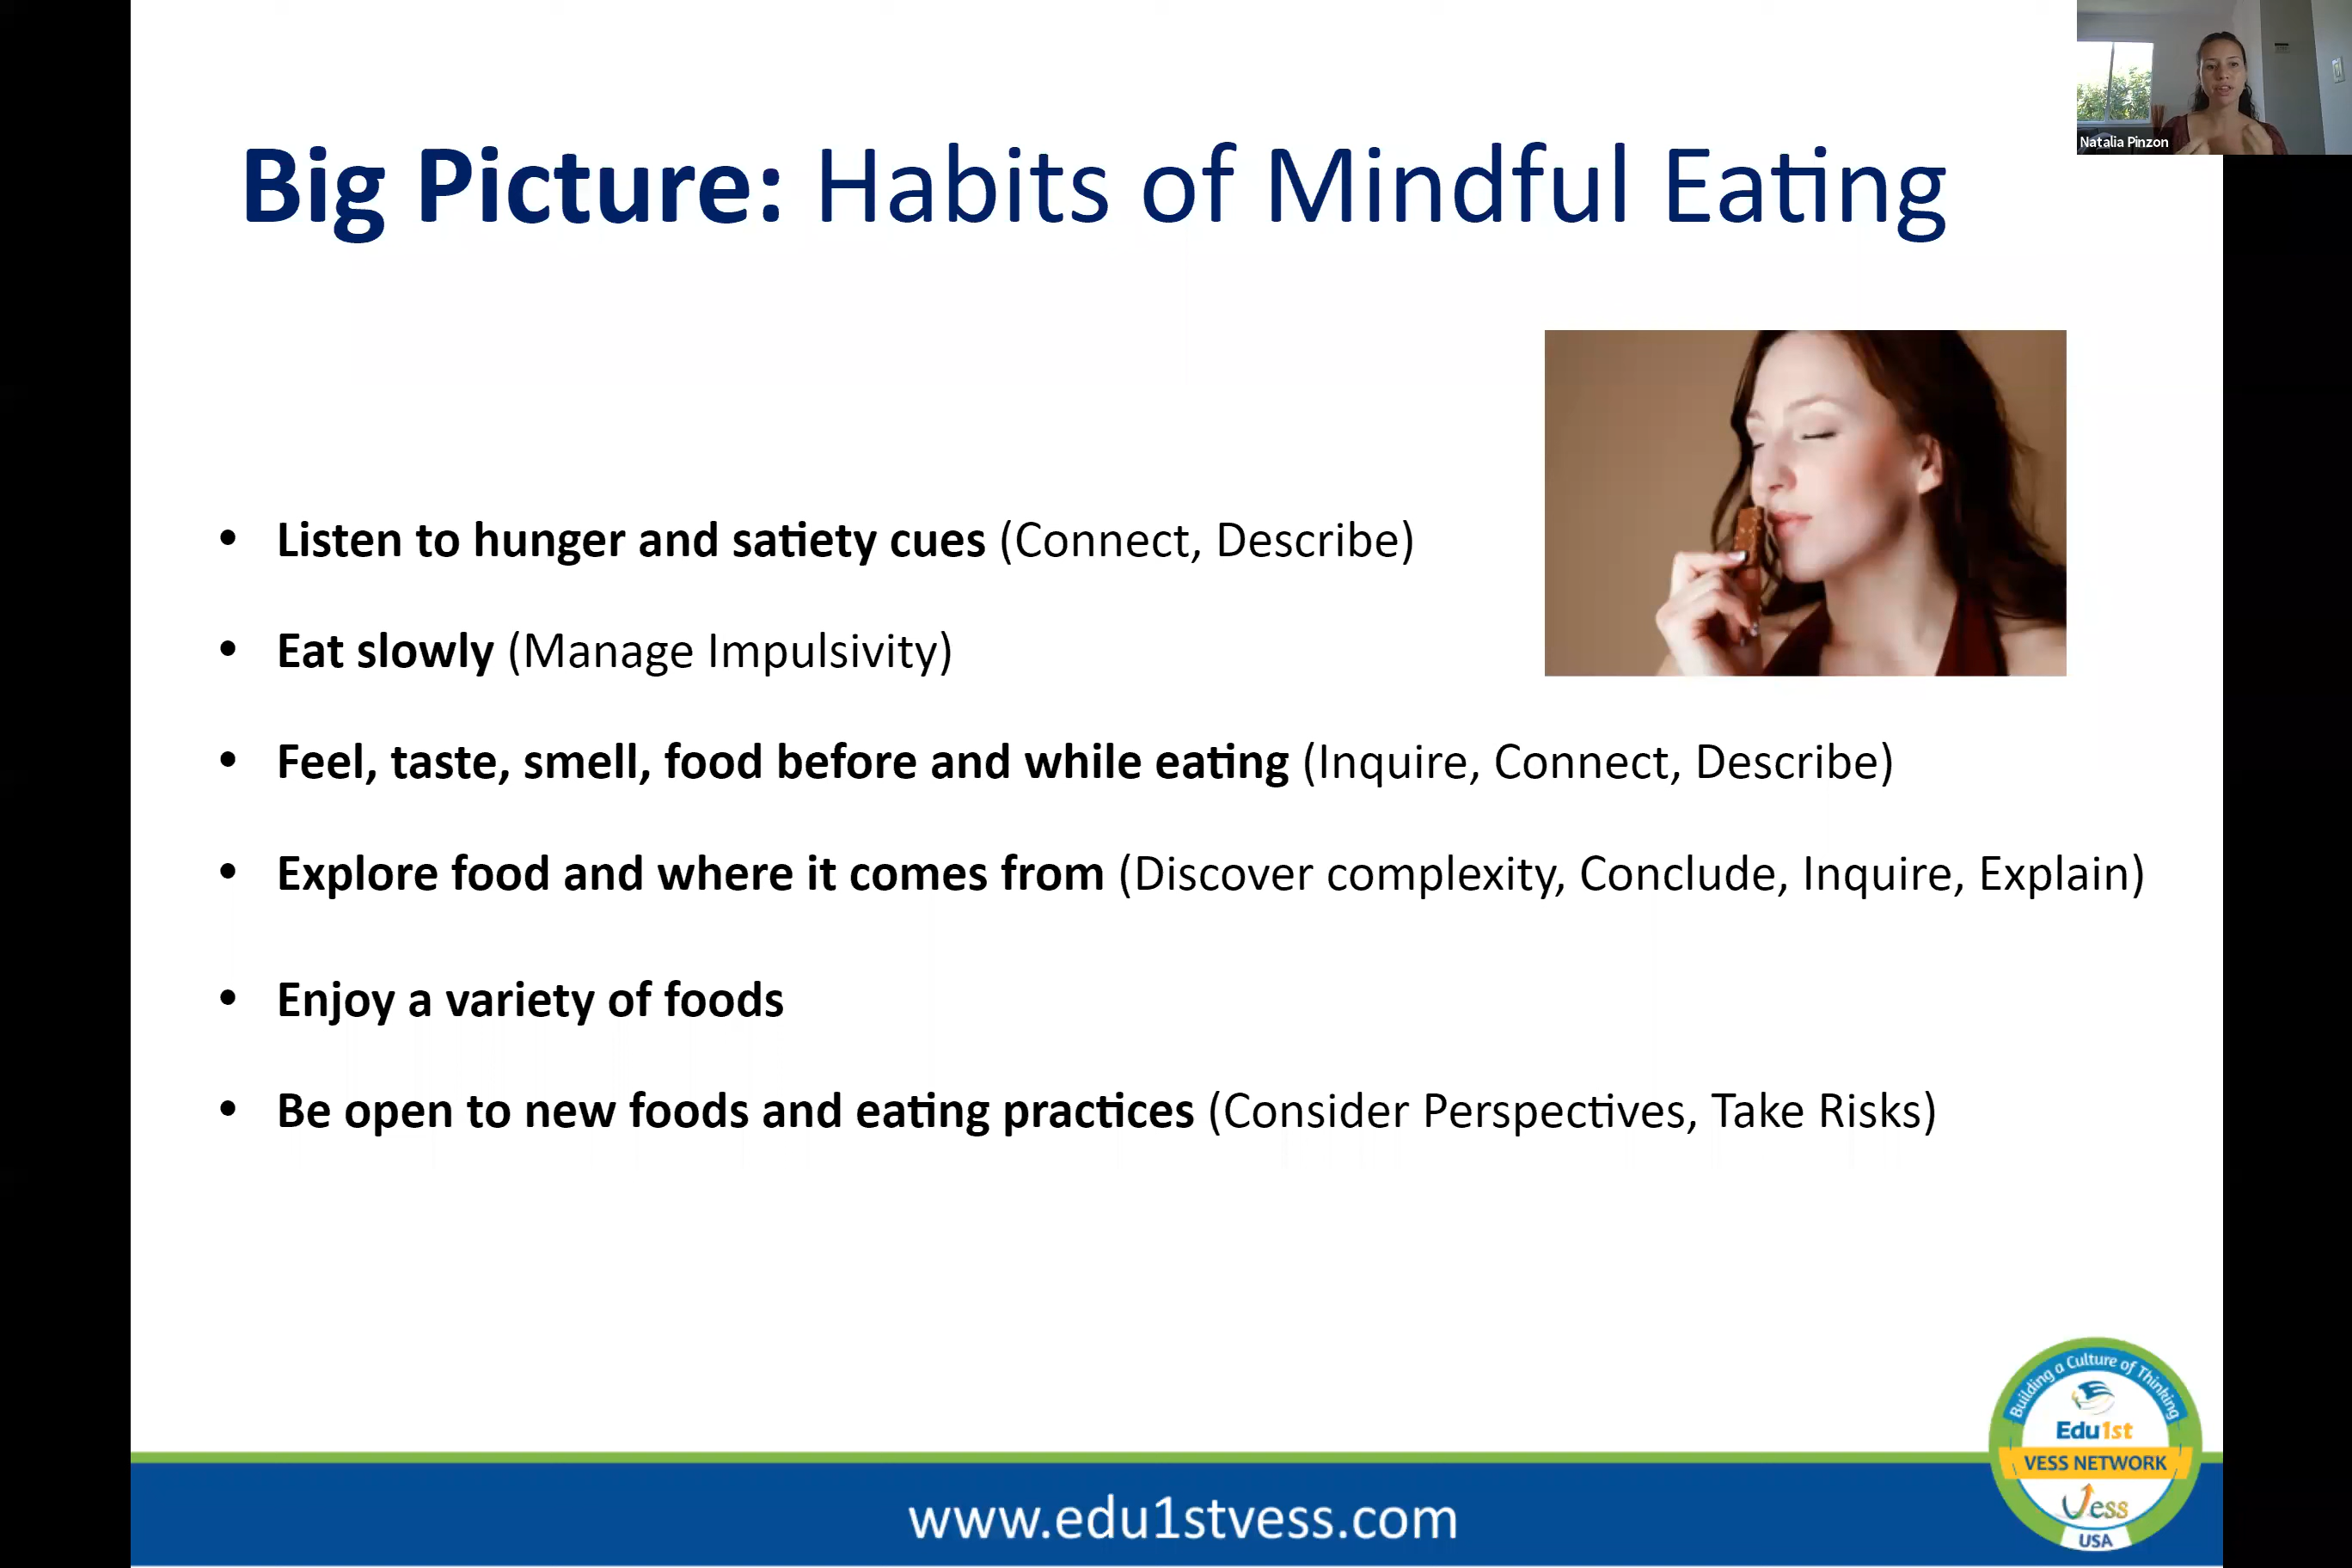 Natalia Pinzon
Big Picture: Habits of Mindful Eating
• Listen to hunger and satiety cues (Connect, Describe)
• Eat slowly (Manage Impulsivity)
• Feel, taste, smell, food before and while eating (Inquire, Connect, Describe)
• Explore food and where it comes from (Discover complexity, Conclude, Inquire, Explain)
• Enjoy a variety of foods
• Be open to new foods and eating practices (Consider Perspectives, Take Risks)
Building a Culture of Thinking
Edu1st
VESS NETWORK
Vess
USA
www.edu1stvess.com